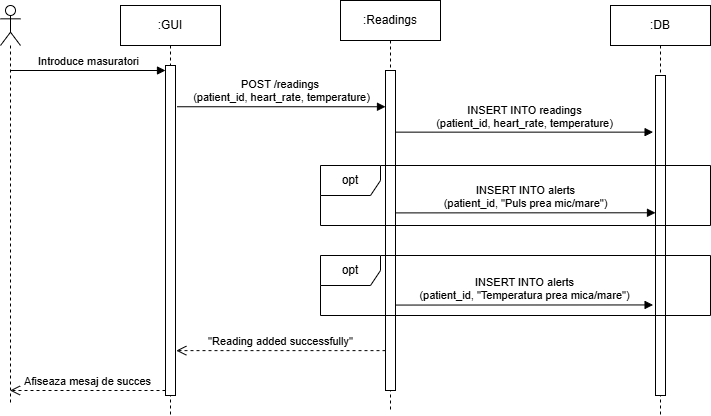 :GUI
:Readings
:DB
Introduce masuratori
POST /readings
(patient_id, heart_rate, temperature)
INSERT INTO readings
(patient_id, heart_rate, temperature)
opt
INSERT INTO alerts
(patient_id, "Puls prea mic/mare")
opt
INSERT INTO alerts
(patient_id, "Temperatura prea mica/mare")
"Reading added successfully"
Afiseaza mesaj de succes